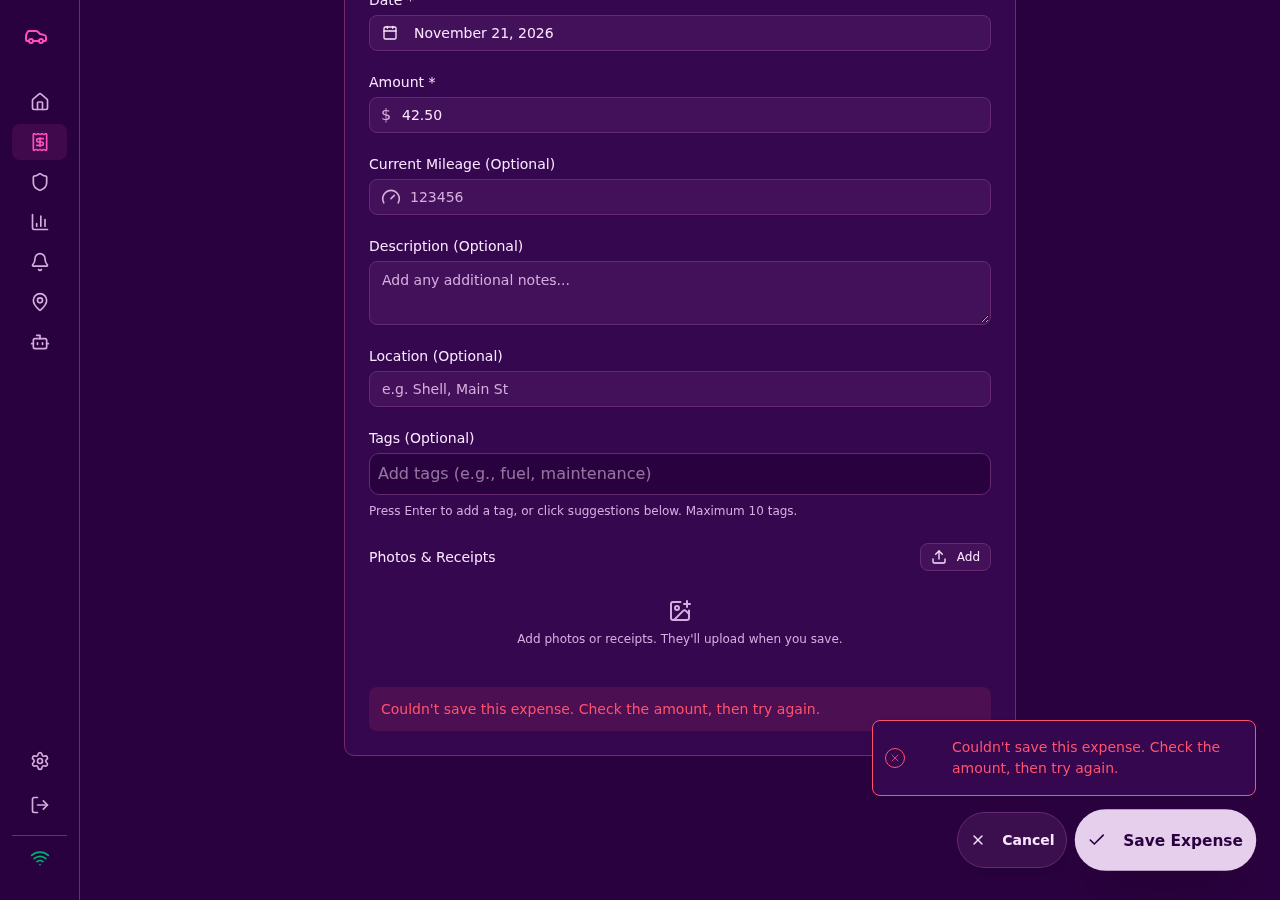 Date *
November 21, 2026
Amount *
$ 42.50
Current Mileage (Optional)
123456
Description (Optional)
Add any additional notes...
Location (Optional)
e.g. Shell, Main St
Tags (Optional)
Add tags (e.g., fuel, maintenance)
Press Enter to add a tag, or click suggestions below. Maximum 10 tags.
Photos & Receipts
Add
Add photos or receipts. They'll upload when you save.
Couldn't save this expense. Check the amount, then try again.
Couldn't save this expense. Check the
amount, then try again.
Cancel
Save Expense